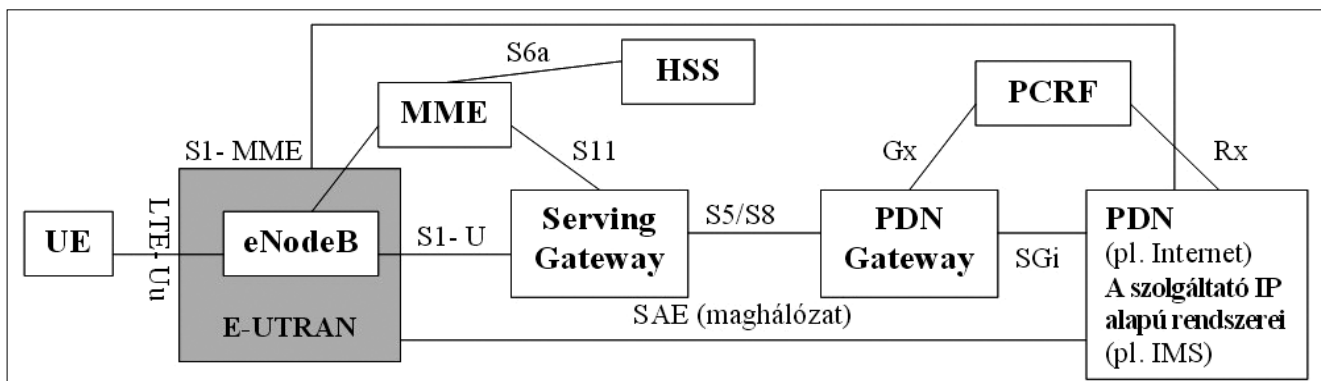 S6a
HSS
MME
PCRF
S1- MME
S11
Gx
Rx
UE
LTE- Uu
eNodeB
S1- U
Serving
Gateway
S5/S8
PDN
Gateway
SGi
PDN
(pl. Internet)
A szolgáltató IP
alapú rendszerei
(pl. IMS)
E-UTRAN
SAE (maghálózat)